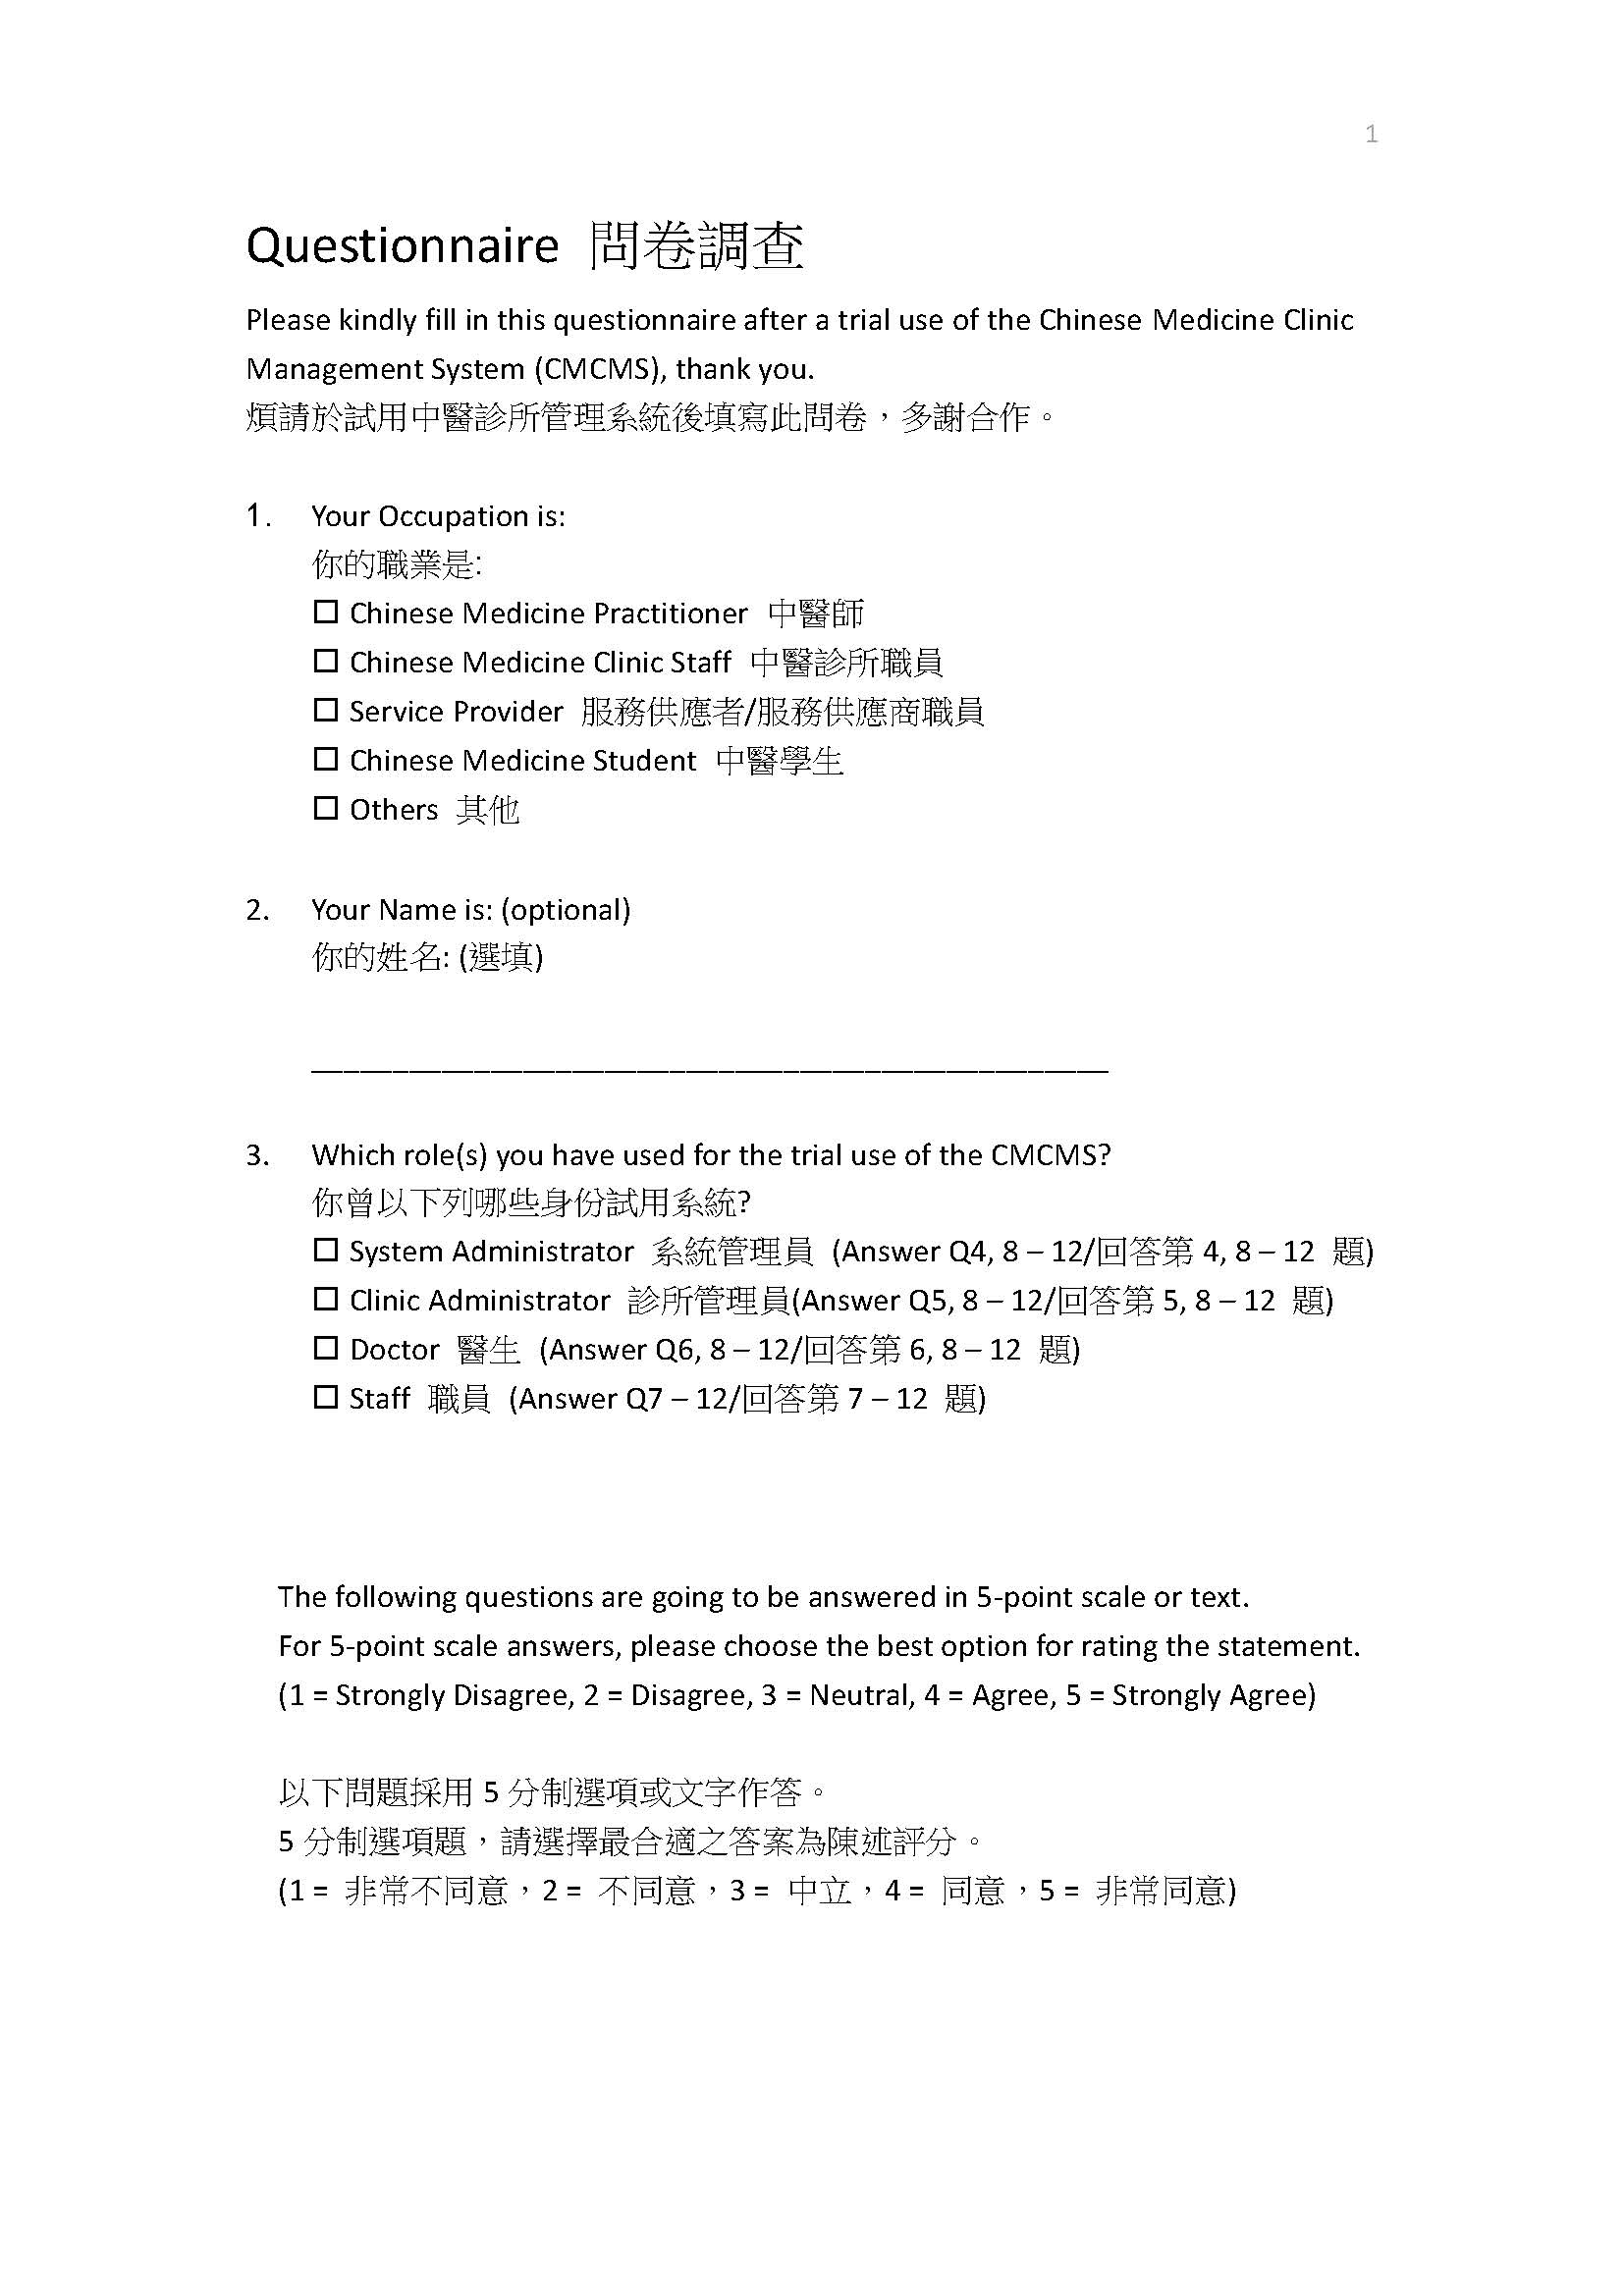 1
Questionnaire 問卷調查
Please kindly fill in this questionnaire after a trial use of the Chinese Medicine Clinic
Management System (CMCMS), thank you.
煩請於試用中醫診所管理系統後填寫此問卷，多謝合作。
1. Your Occupation is:
你的職業是:
☐ Chinese Medicine Practitioner 中醫師
☐ Chinese Medicine Clinic Staff 中醫診所職員
☐ Service Provider 服務供應者/服務供應商職員
☐ Chinese Medicine Student 中醫學生
☐ Others 其他
2. Your Name is: (optional)
你的姓名: (選填)
3. Which role(s) you have used for the trial use of the CMCMS?
你曾以下列哪些身份試用系統?
☐ System Administrator 系統管理員 (Answer Q4, 8 – 12/回答第 4, 8 – 12 題)
☐ Clinic Administrator 診所管理員(Answer Q5, 8 – 12/回答第 5, 8 – 12 題)
☐ Doctor 醫生 (Answer Q6, 8 – 12/回答第 6, 8 – 12 題)
☐ Staff 職員 (Answer Q7 – 12/回答第 7 – 12 題)
The following questions are going to be answered in 5-point scale or text.
For 5-point scale answers, please choose the best option for rating the statement.
(1 = Strongly Disagree, 2 = Disagree, 3 = Neutral, 4 = Agree, 5 = Strongly Agree)
以下問題採用 5 分制選項或文字作答。
5 分制選項題，請選擇最合適之答案為陳述評分。
(1 = 非常不同意，2 = 不同意，3 = 中立，4 = 同意，5 = 非常同意)